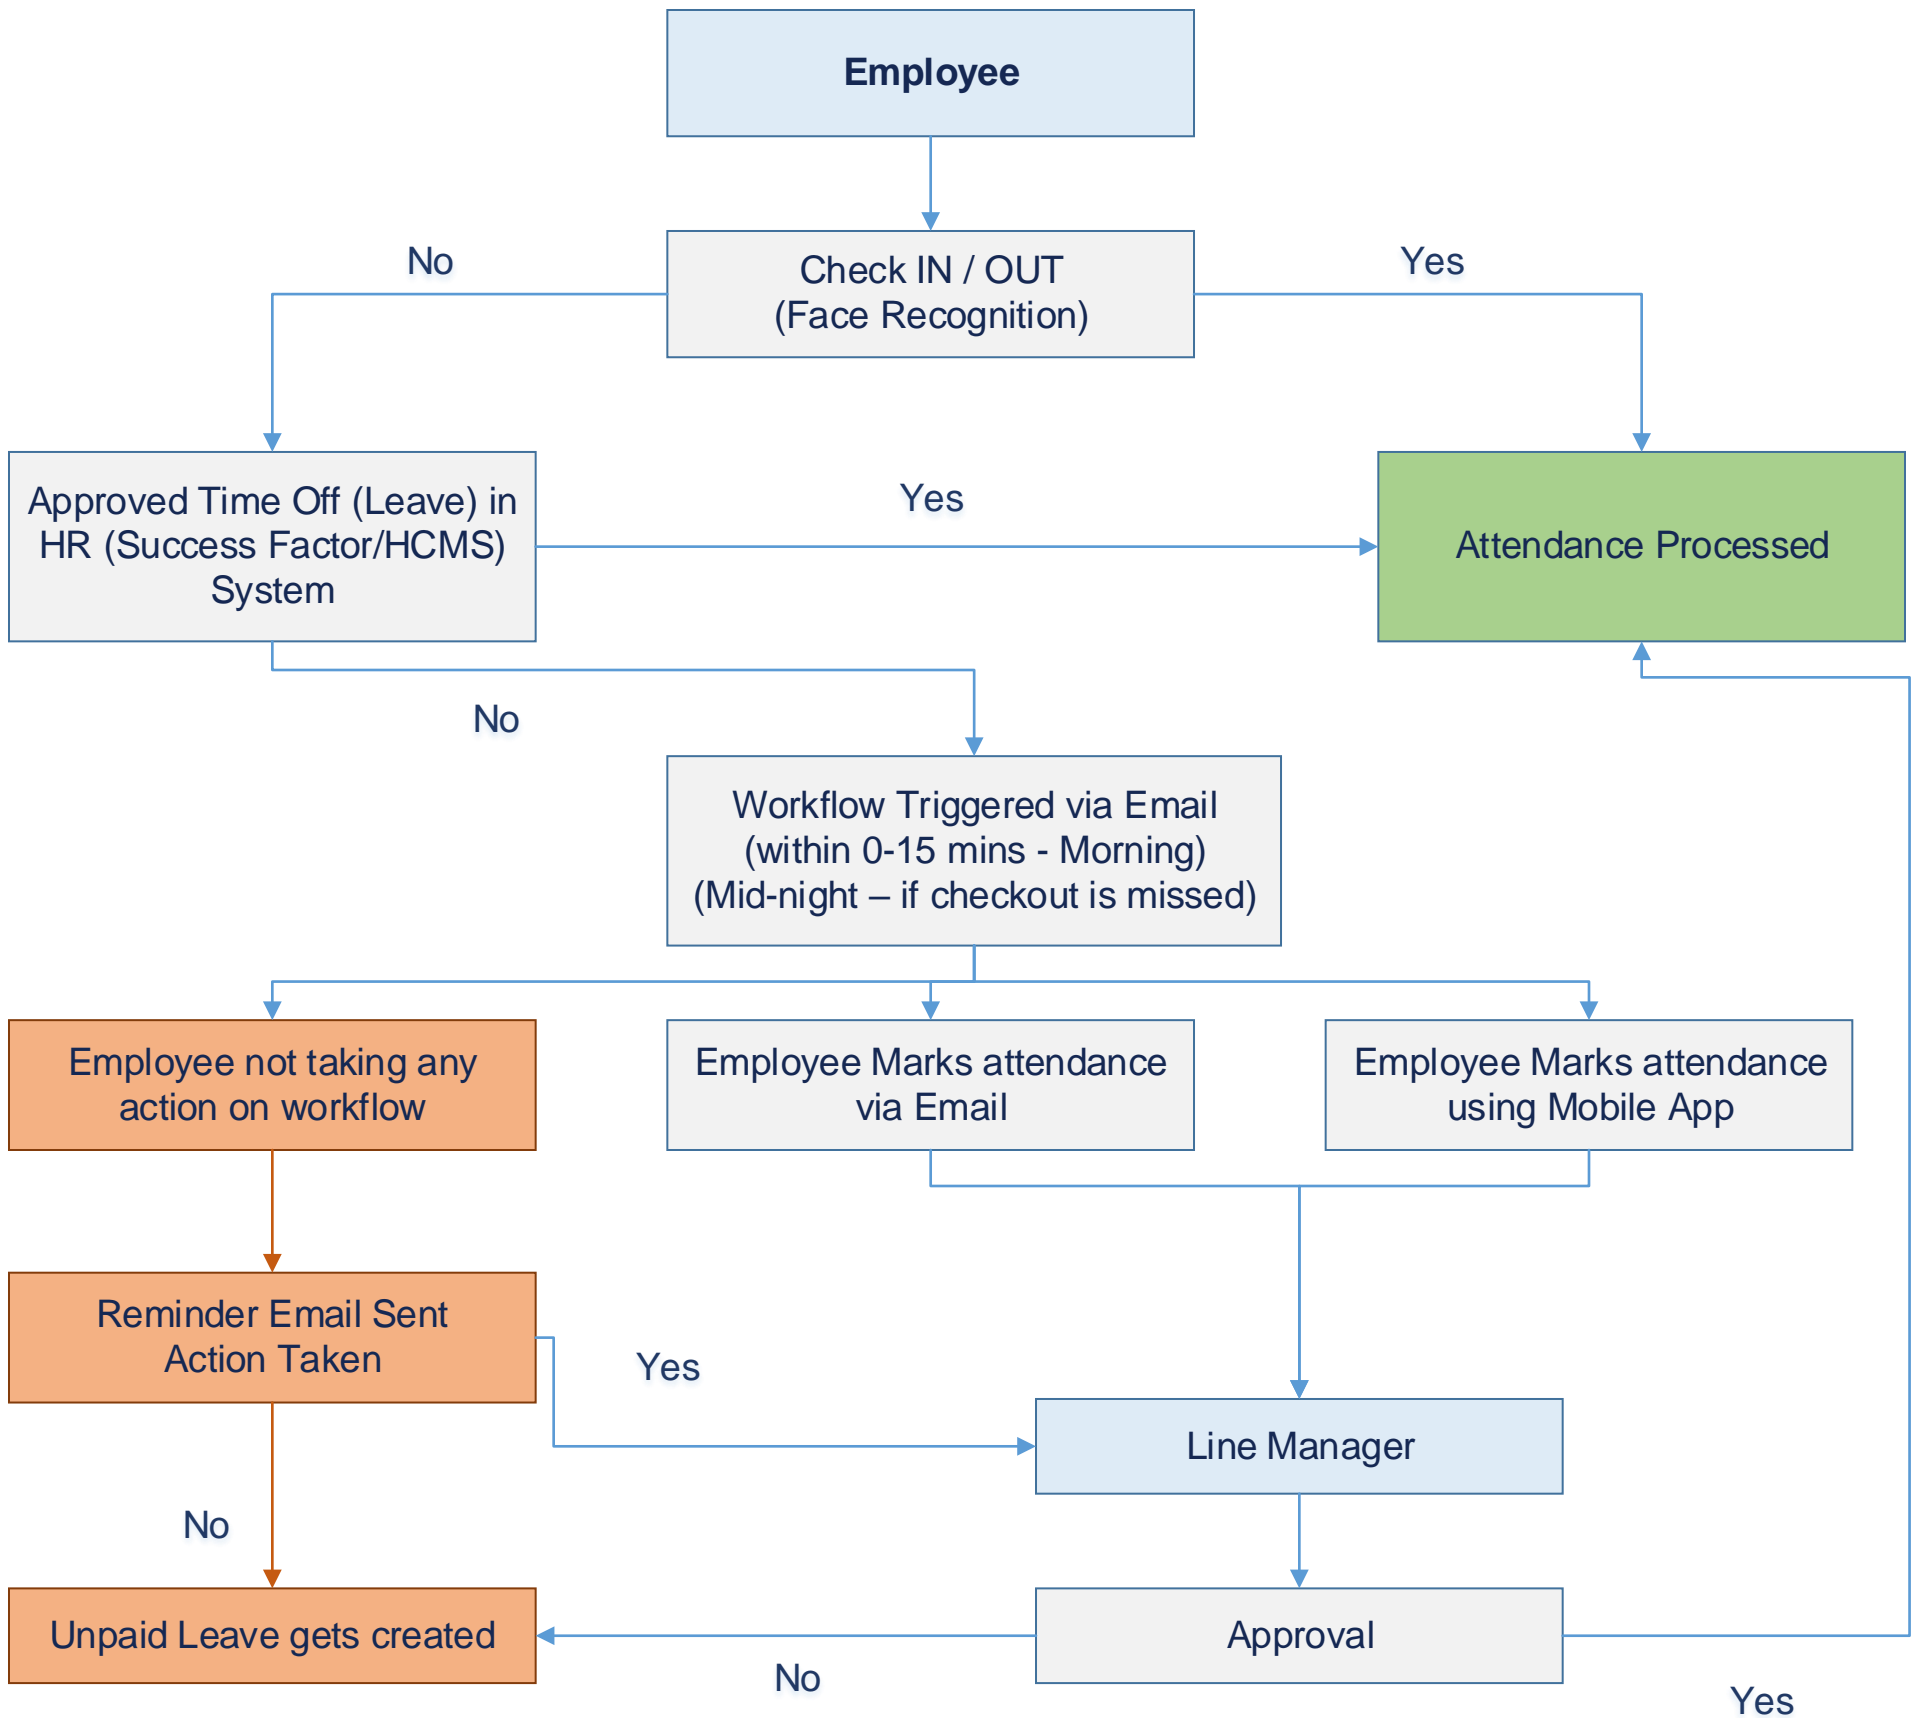 Employee
No
Check IN / OUT
(Face Recognition)
Yes
Approved Time Off (Leave) in
HR (Success Factor/HCMS)
System
Yes
Attendance Processed
No
Workflow Triggered via Email
(within 0-15 mins - Morning)
(Mid-night – if checkout is missed)
Employee not taking any
action on workflow
Employee Marks attendance
via Email
Employee Marks attendance
using Mobile App
Reminder Email Sent
Action Taken
Yes
Line Manager
No
Unpaid Leave gets created
No
Approval
Yes